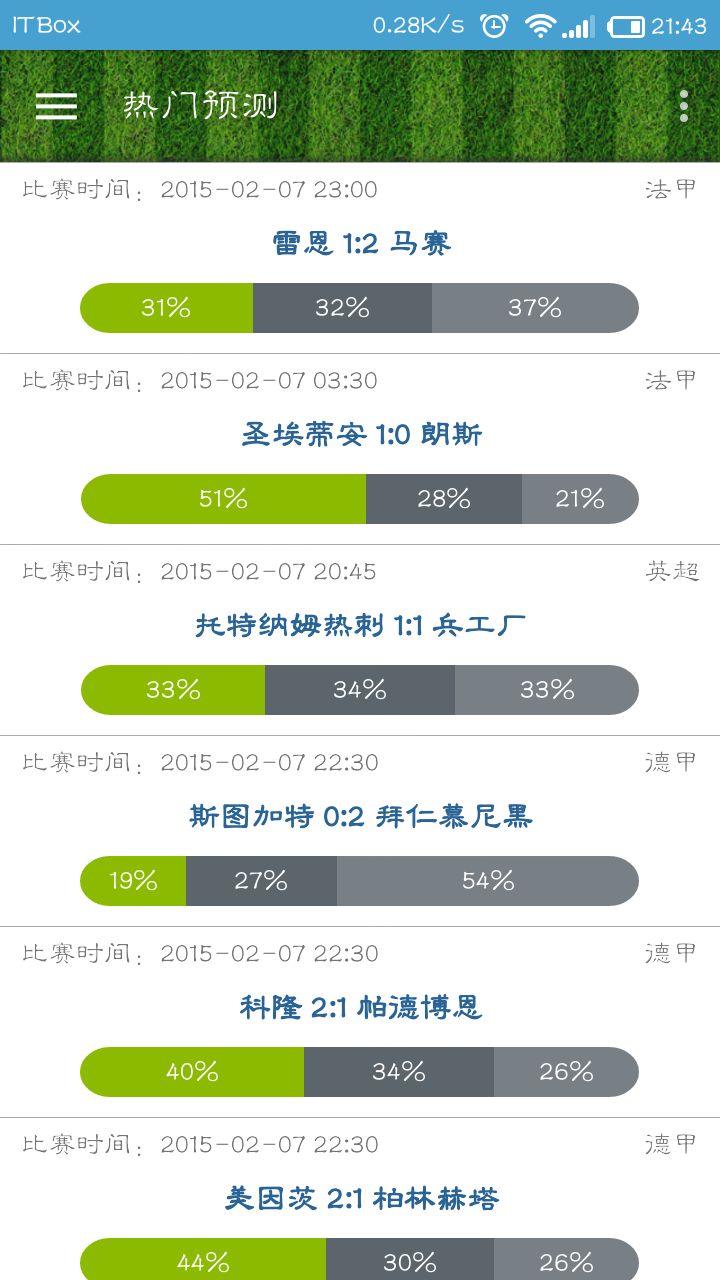 ITBox 0.28K/s 21:43
热门预测
比赛时间：2015-02-07 23:00 法甲
雷恩 1:2 马赛
31% 32% 37%
比赛时间：2015-02-07 03:30 法甲
圣埃蒂安 1:0 朗斯
51% 28% 21%
比赛时间：2015-02-07 20:45 英超
托特纳姆热刺 1:1 兵工厂
33% 34% 33%
比赛时间：2015-02-07 22:30 德甲
斯图加特 0:2 拜仁慕尼黑
19% 27% 54%
比赛时间：2015-02-07 22:30 德甲
科隆 2:1 帕德博恩
40% 34% 26%
比赛时间：2015-02-07 22:30 德甲
美因茨 2:1 柏林赫塔
44% 30% 26%